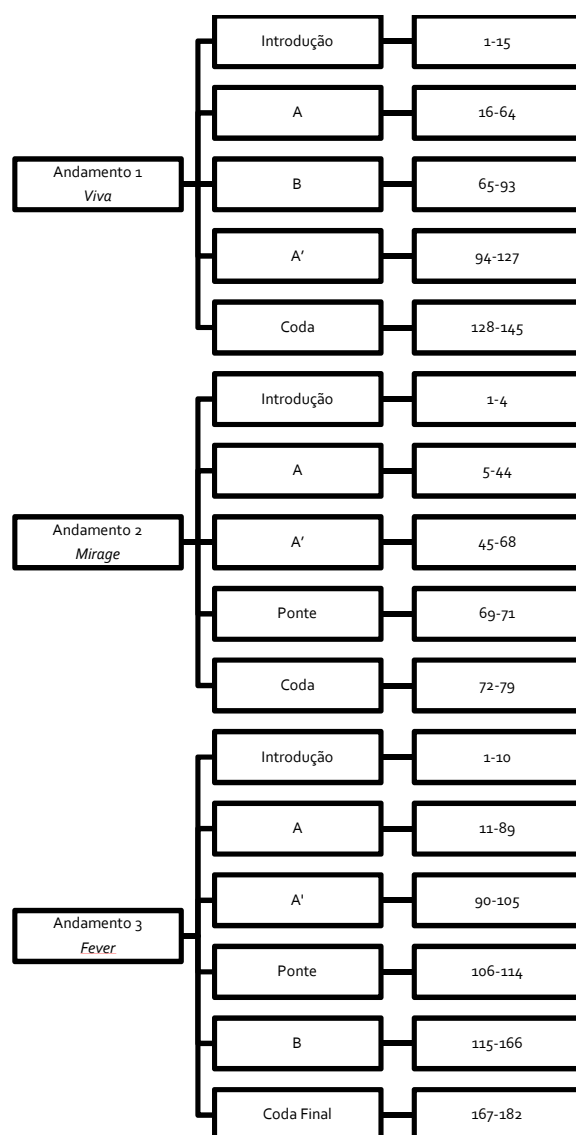 Andamento 1
Viva
Introdução
1-15
A
16-64
B
65-93
A’
94-127
Coda
128-145
Andamento 2
Mirage
Introdução
1-4
A
5-44
A’
45-68
Ponte
69-71
Coda
72-79
Andamento 3
Fever
Introdução
1-10
A
11-89
A'
90-105
Ponte
106-114
B
115-166
Coda Final
167-182